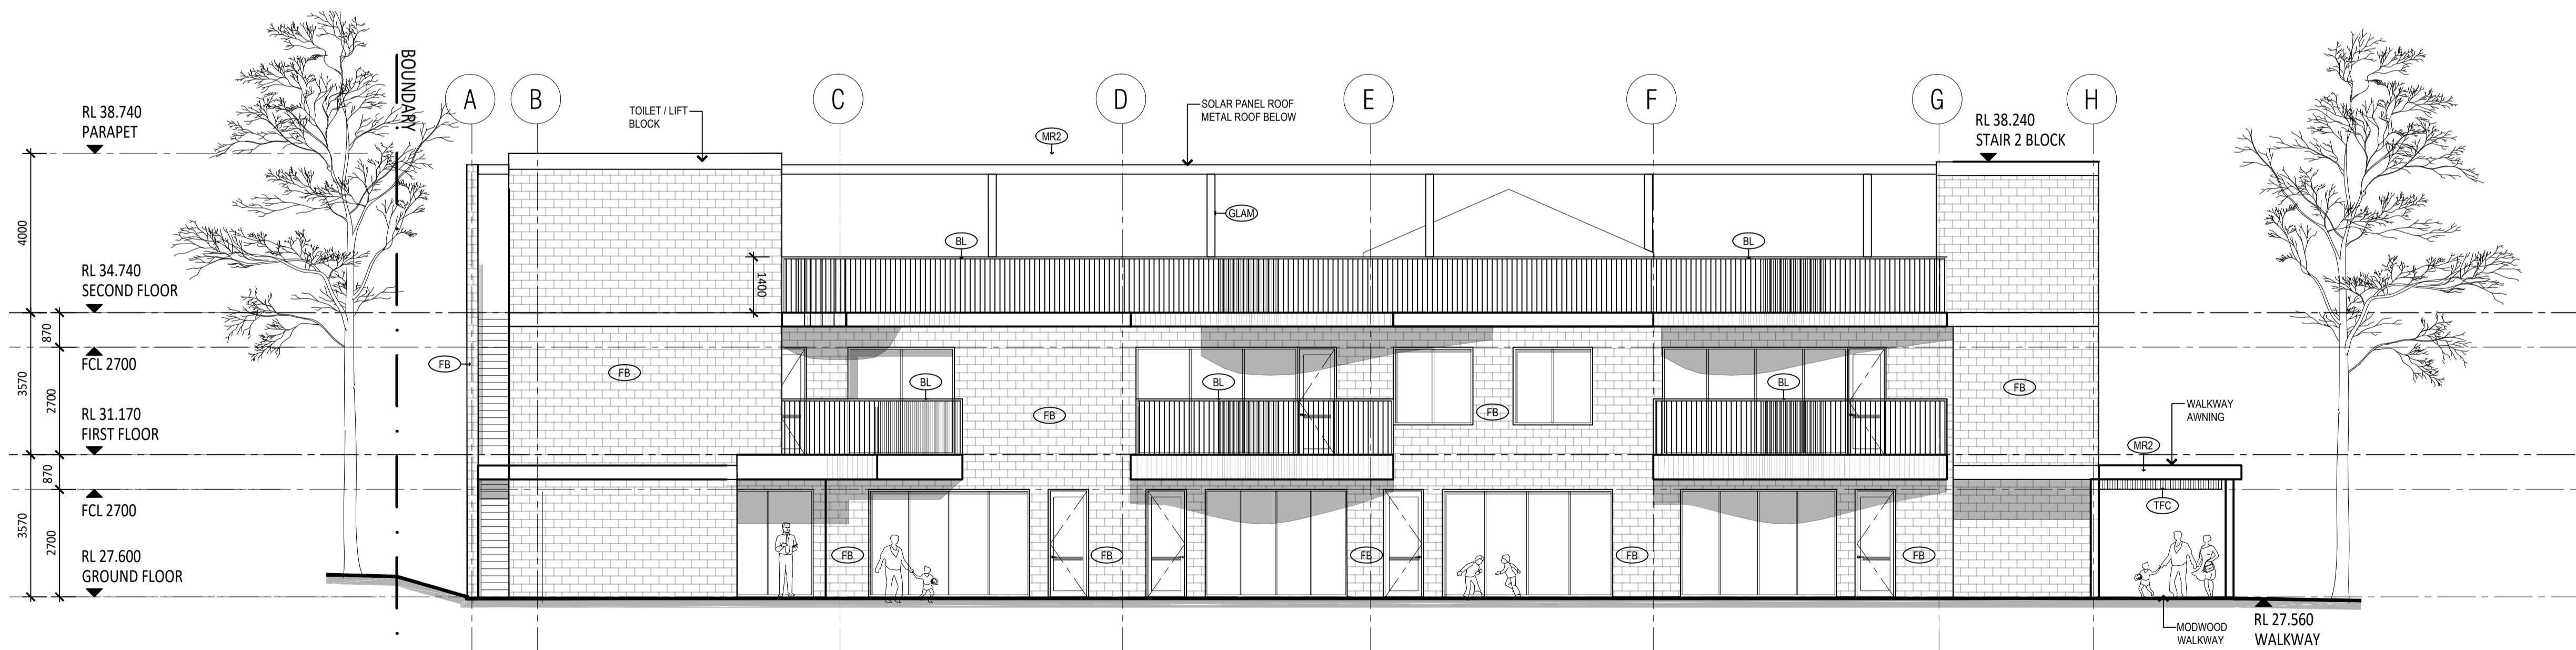 BOUNDARY
A
B
C
D
E
F
G
H
RL 38.740
PARAPET
TOILET / LIFT
BLOCK
SOLAR PANEL ROOF
METAL ROOF BELOW
MR2
RL 38.240
STAIR 2 BLOCK
4000
GLAM
BL
BL
RL 34.740
SECOND FLOOR
1400
870
FCL 2700
FB
FB
BL
BL
BL
FB
3570
2700
RL 31.170
FIRST FLOOR
FB
FB
WALKWAY
AWNING
MR2
870
FCL 2700
TFC
3570
2700
RL 27.600
GROUND FLOOR
FB
FB
FB
FB
FB
MODWOOD
WALKWAY
RL 27.560
WALKWAY